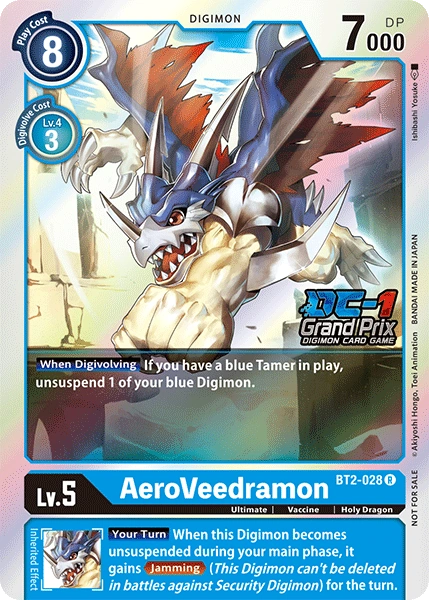 Play Cost
8
DIGIMON
7000
DP
Digivolve Cost
Lv.4
3
Ishibashi Yosuke
DC-1
Grand Prix
DIGIMON CARD GAME
BANDAI MADE IN JAPAN
When Digivolving If you have a blue Tamer in play,
unsuspend 1 of your blue Digimon.
©Akiyoshi Hongo, Toei Animation
NOT FOR SALE
BT2-028 R
Lv.5
AeroVeedramon
Ultimate | Vaccine | Holy Dragon
Inherited Effect
Your Turn When this Digimon becomes
unsuspended during your main phase, it
gains Jamming (This Digimon can't be deleted
in battles against Security Digimon) for the turn.